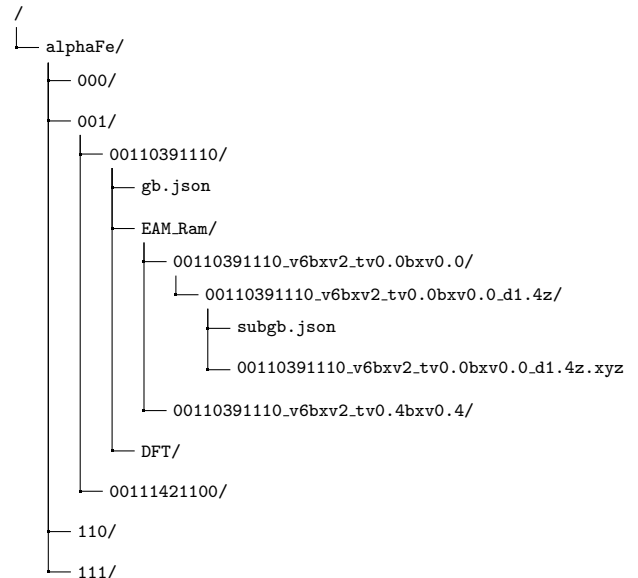 /
alphaFe/
000/
001/
00110391110/
gb.json
EAM_Ram/
00110391110_v6bxv2_tv0.0bxv0.0/
00110391110_v6bxv2_tv0.0bxv0.0_d1.4z/
subgb.json
00110391110_v6bxv2_tv0.0bxv0.0_d1.4z.xyz
00110391110_v6bxv2_tv0.4bxv0.4/
DFT/
00111421100/
110/
111/